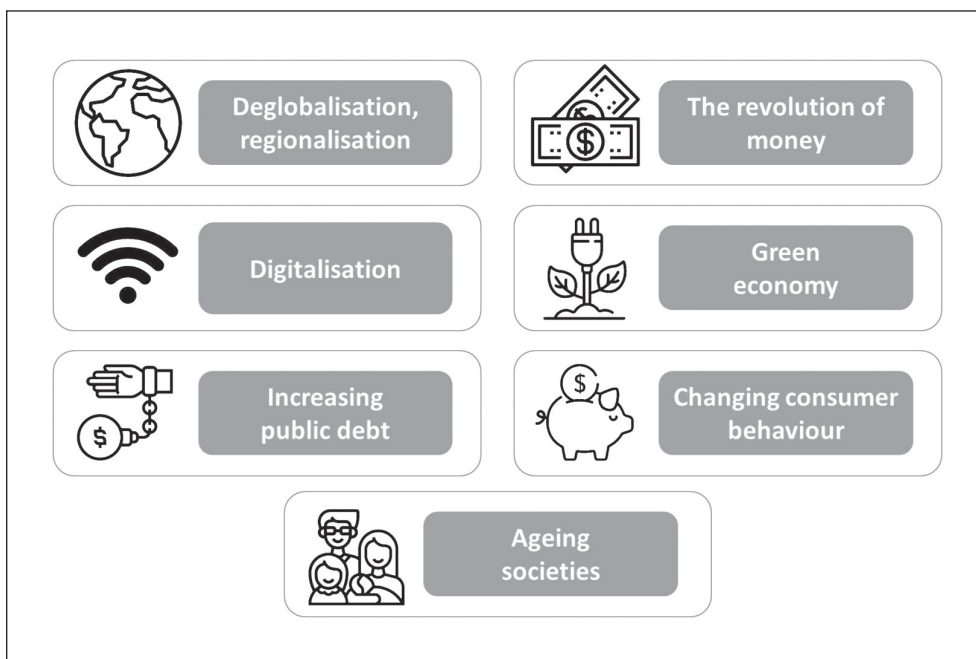 Deglobalisation,
regionalisation
The revolution of
money
$
Digitalisation
Green
economy
Increasing
public debt
$
Changing consumer
behaviour
$
Ageing
societies